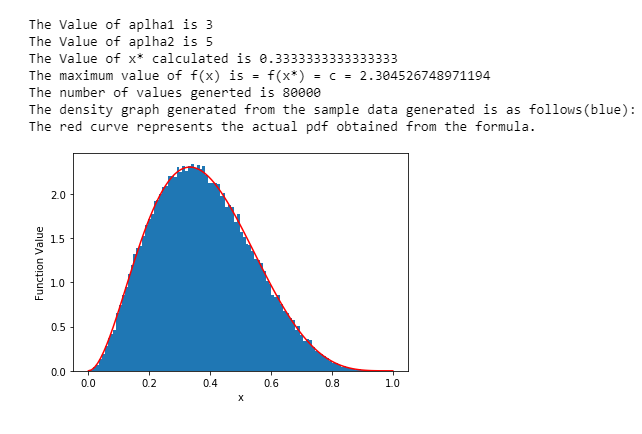 The Value of aplha1 is 3
The Value of aplha2 is 5
The Value of x* calculated is 0.3333333333333333
The maximum value of f(x) is = f(x*) = c = 2.304526748971194
The number of values generted is 80000
The density graph generated from the sample data generated is as follows(blue):
The red curve represents the actual pdf obtained from the formula.
2.0
1.5
1.0
0.5
0.0
Function Value
0.0 0.2 0.4 0.6 0.8 1.0
x